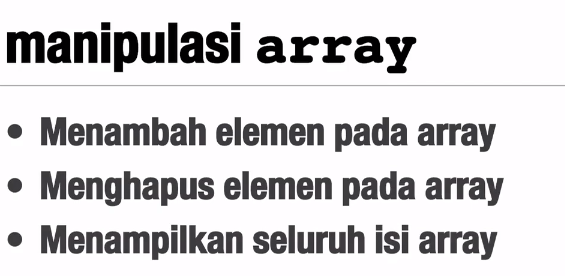 manipulasi array
• Menambah elemen pada array
• Menghapus elemen pada array
• Menampilkan seluruh isi array